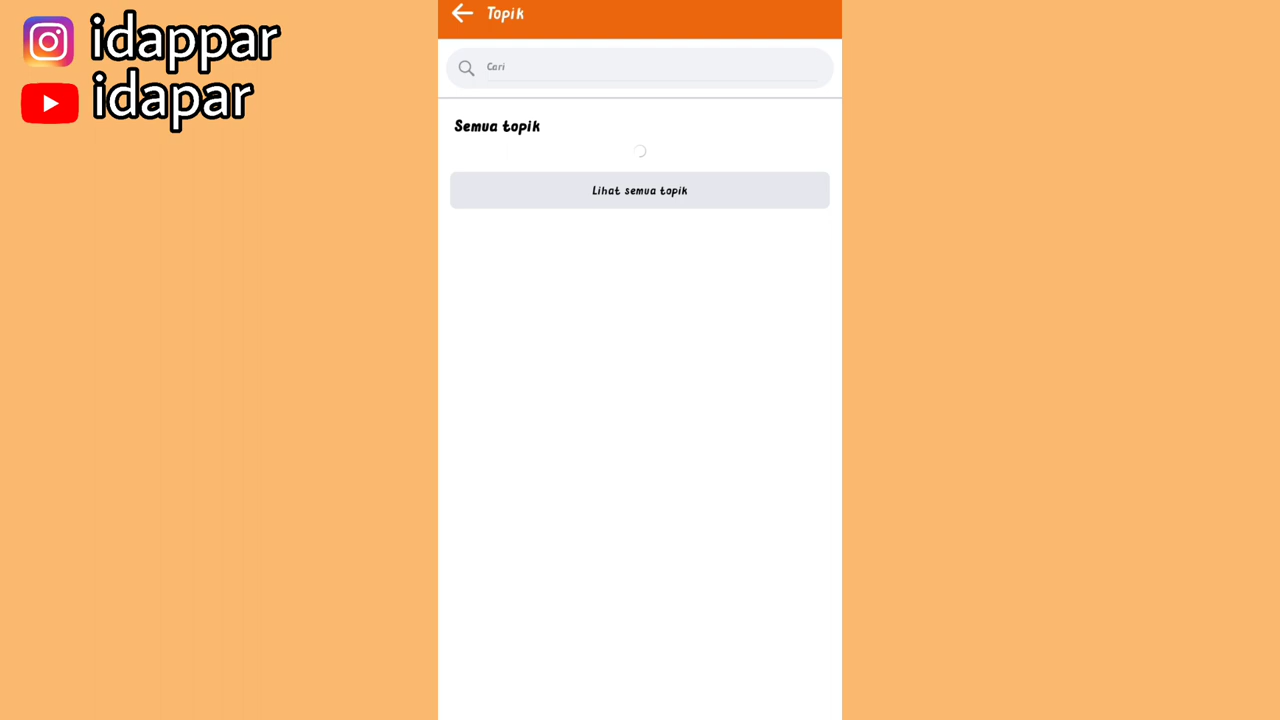 idappar
idapar
Topik
Cari
Semua topik
Lihat semua topik